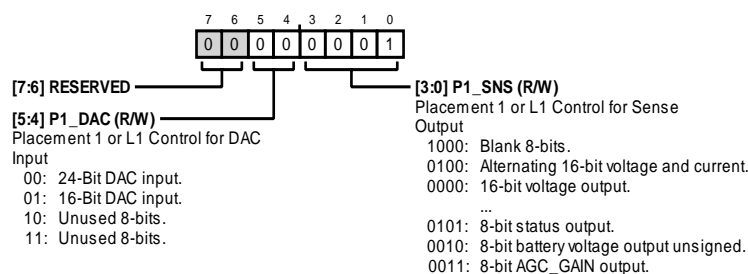 7 6 5 4 3 2 1 0
0 0 0 0 0 0 0 1
[7:6] RESERVED
[5:4] P1_DAC (R/W)
Placement 1 or L1 Control for DAC
Input
00: 24-Bit DAC input.
01: 16-Bit DAC input.
10: Unused 8-bits.
11: Unused 8-bits.
[3:0] P1_SNS (R/W)
Placement 1 or L1 Control for Sense
Output
1000: Blank 8-bits.
0100: Alternating 16-bit voltage and current.
0000: 16-bit voltage output.
...
0101: 8-bit status output.
0010: 8-bit battery voltage output unsigned.
0011: 8-bit AGC_GAIN output.